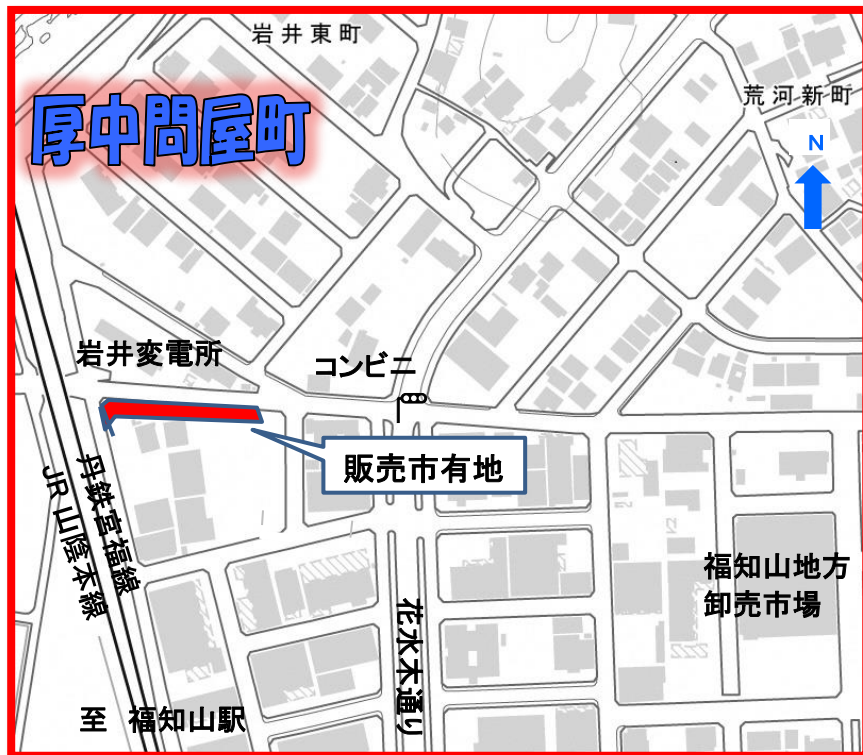 岩井東町
厚中問屋町
荒河新町
N
岩井変電所
コンビニ
販売市有地
丹鉄宮福線
JR山陰本線
福知山地方
卸売市場
花水木通り
至 福知山駅